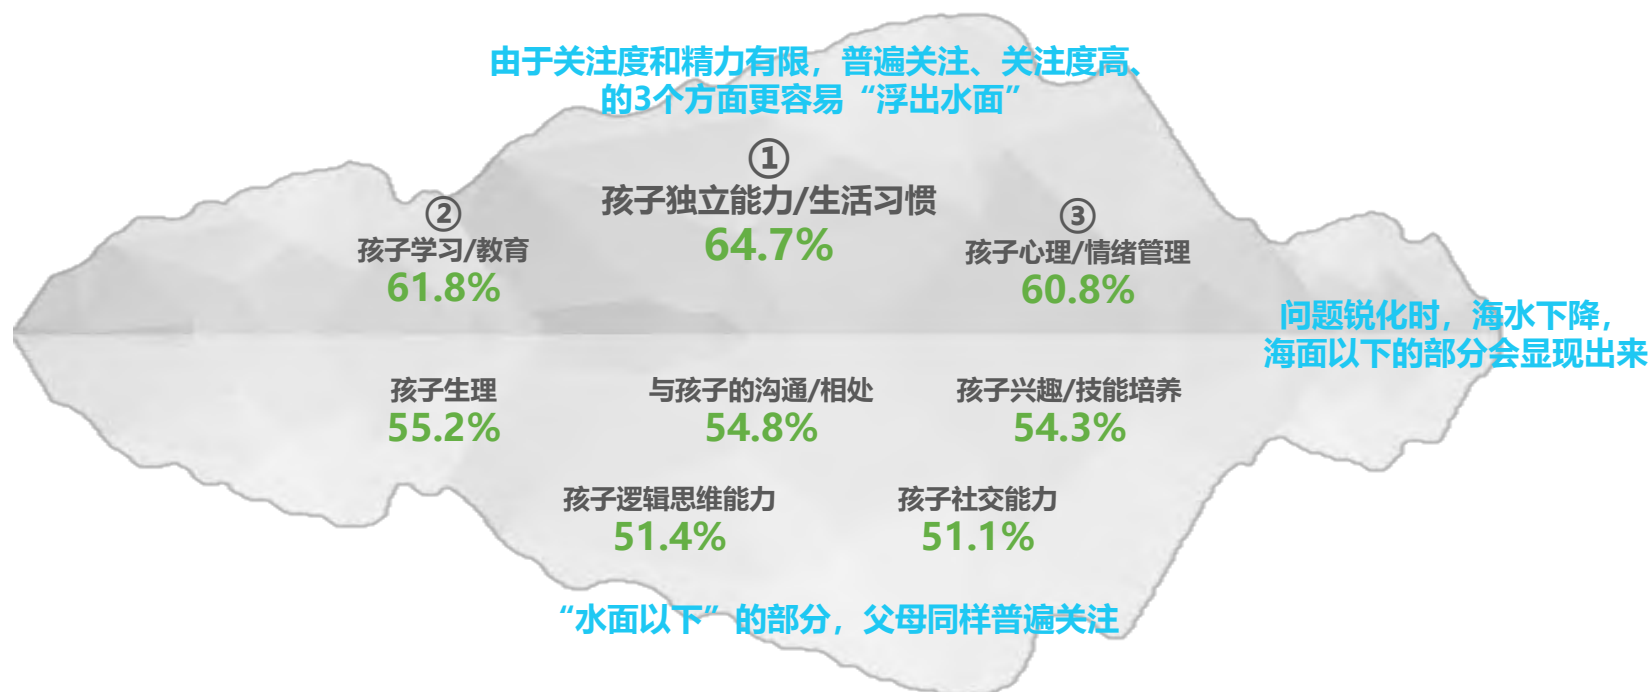 由于关注度和精力有限，普遍关注、关注度高、
的3个方面更容易“浮出水面”
①
孩子独立能力/生活习惯
64.7%
②
孩子学习/教育
61.8%
③
孩子心理/情绪管理
60.8%
问题锐化时，海水下降，
海面以下的部分会显现出来
孩子生理
55.2%
与孩子的沟通/相处
54.8%
孩子兴趣/技能培养
54.3%
孩子逻辑思维能力
51.4%
孩子社交能力
51.1%
“水面以下”的部分，父母同样普遍关注